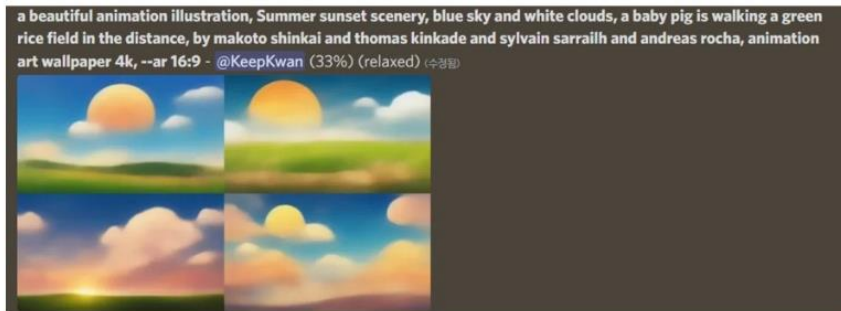 a beautiful animation illustration, Summer sunset scenery, blue sky and white clouds, a baby pig is walking a green
rice field in the distance, by makoto shinkai and thomas kinkade and sylvain sarrailh and andreas rocha, animation
art wallpaper 4k, --ar 16:9 - @KeepKwan (33%) (relaxed) (수정됨)